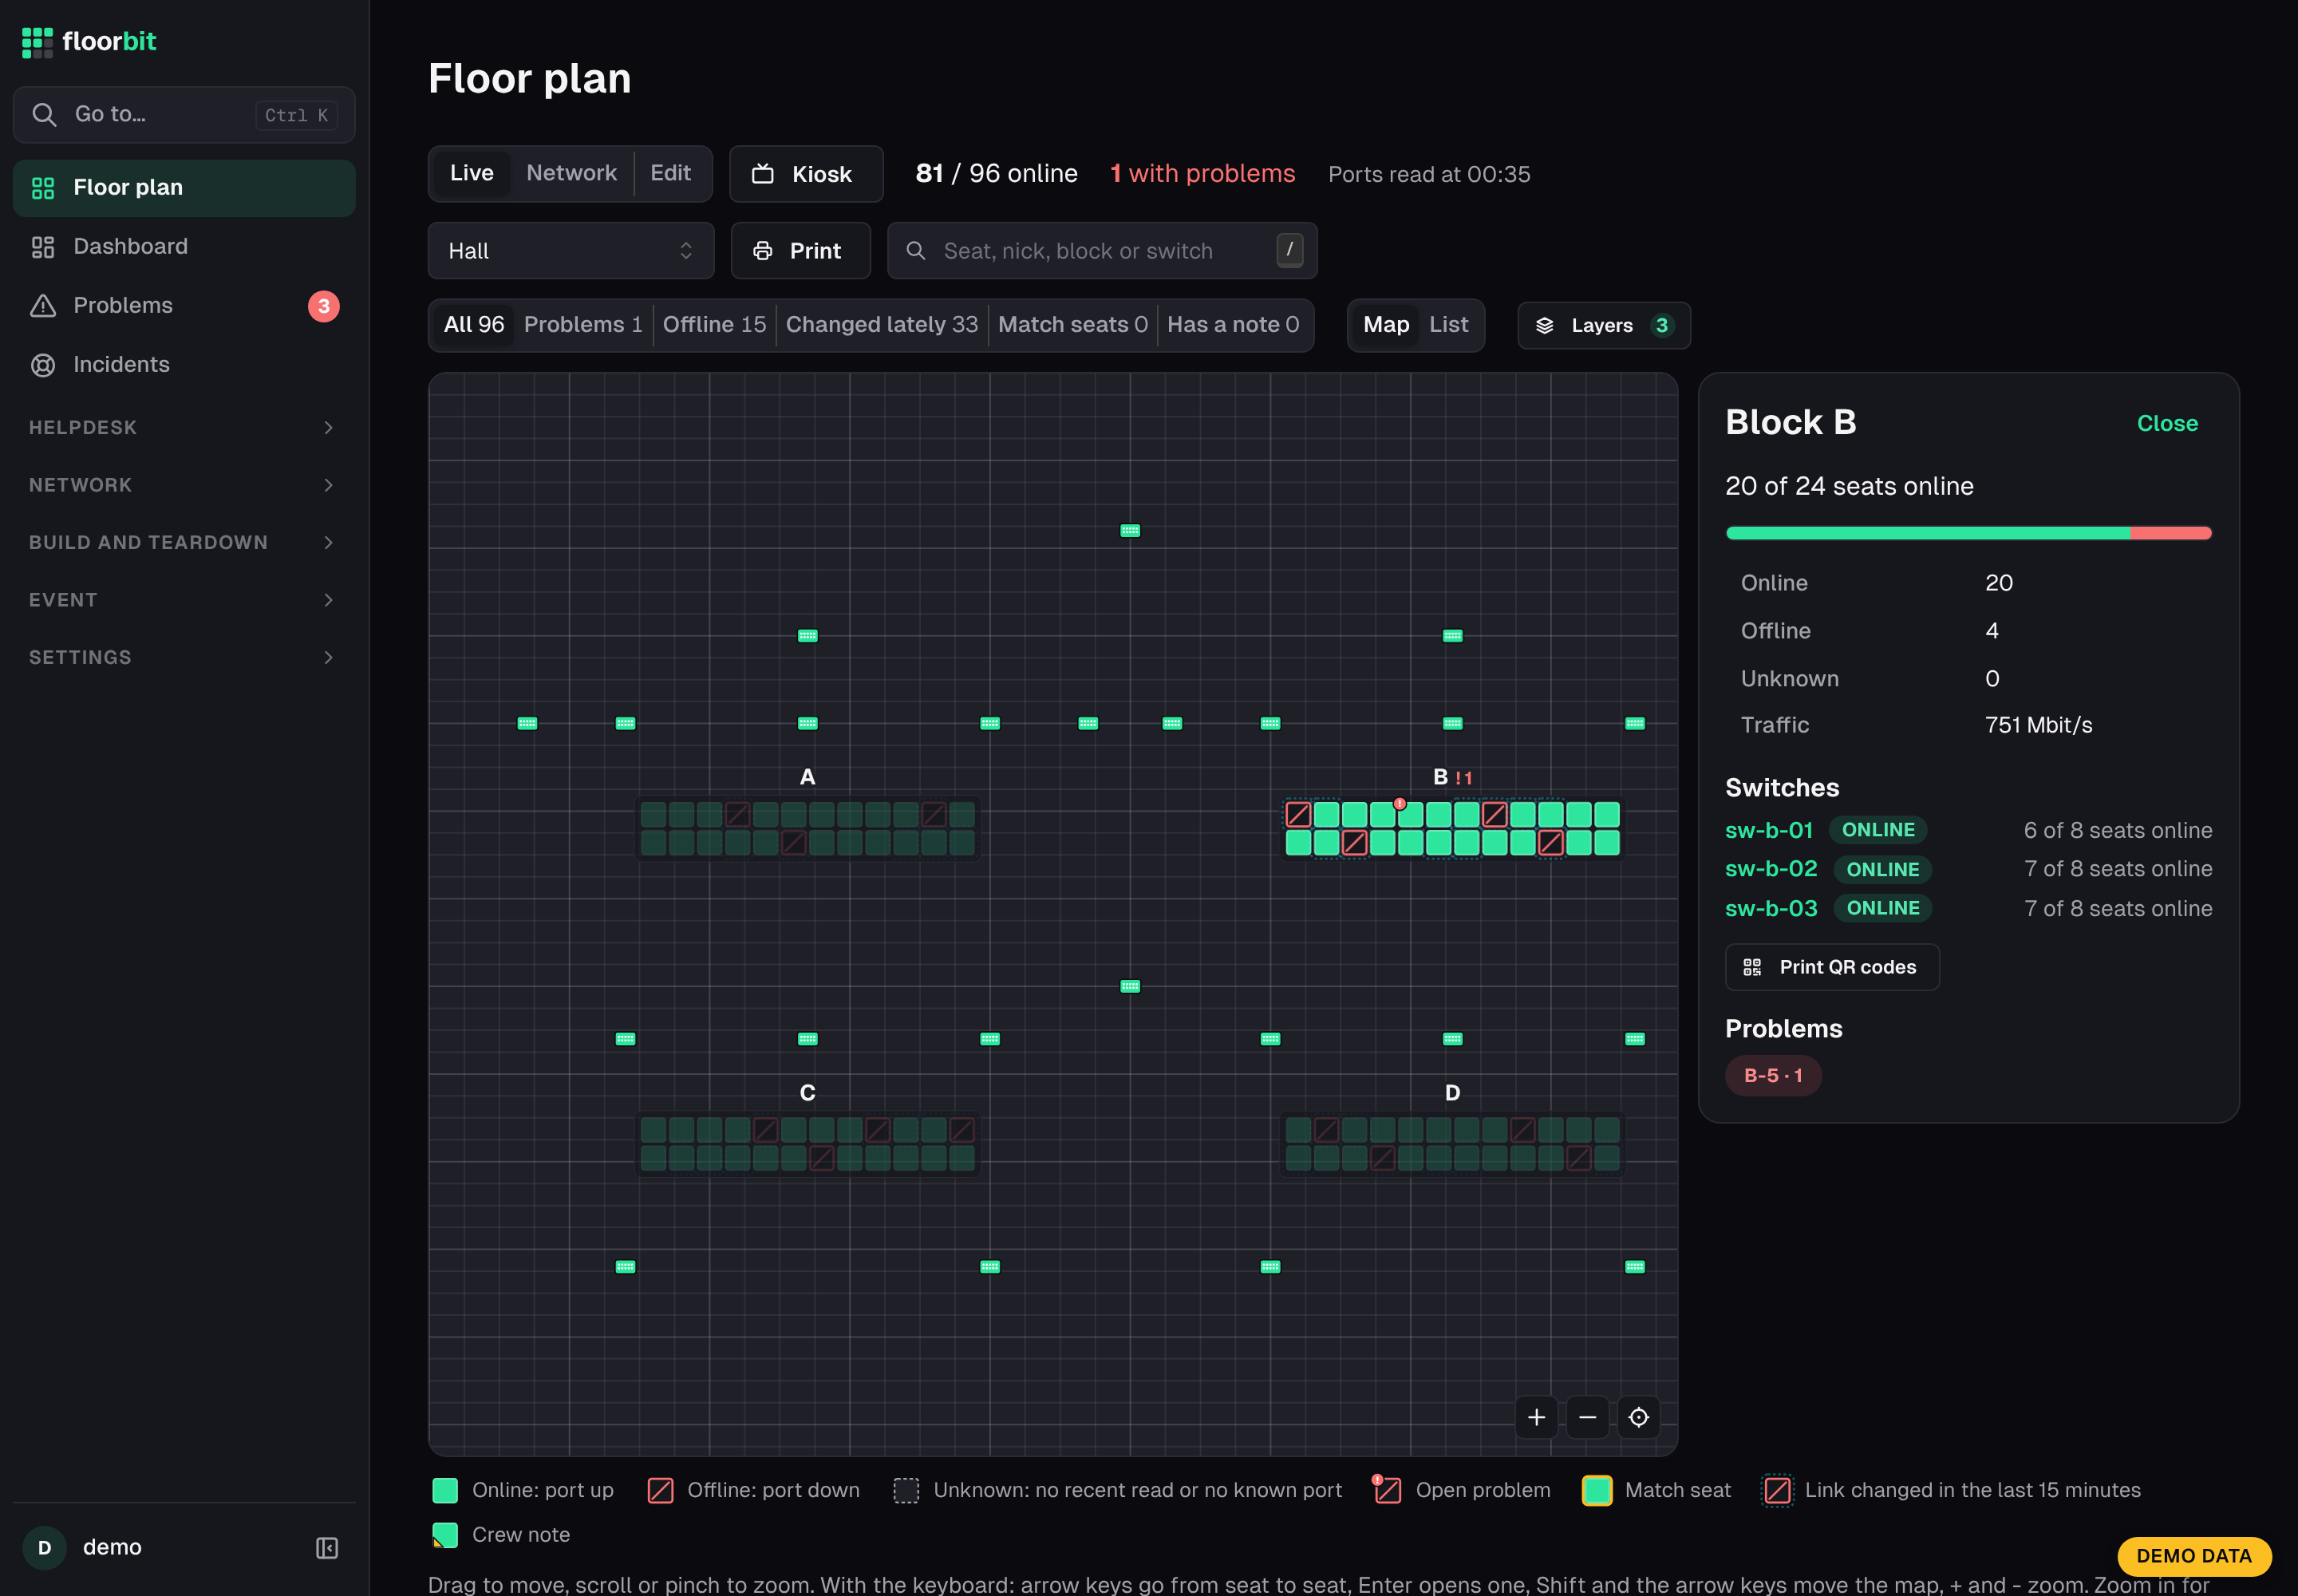 floorbit
Go to... Ctrl K
Floor plan
Dashboard
Problems 3
Incidents
HELPDESK
NETWORK
BUILD AND TEARDOWN
EVENT
SETTINGS
D demo
Floor plan
Live Network Edit Kiosk 81 / 96 online 1 with problems Ports read at 00:35
Hall Print Seat, nick, block or switch /
All 96 Problems 1 Offline 15 Changed lately 33 Match seats 0 Has a note 0 Map List Layers 3
A
B !1
!
C
D
Block B Close
20 of 24 seats online
Online 20
Offline 4
Unknown 0
Traffic 751 Mbit/s
Switches
sw-b-01 ONLINE 6 of 8 seats online
sw-b-02 ONLINE 7 of 8 seats online
sw-b-03 ONLINE 7 of 8 seats online
Print QR codes
Problems
B-5 · 1
+ −
Online: port up Offline: port down Unknown: no recent read or no known port ! Open problem Match seat Link changed in the last 15 minutes
Crew note
DEMO DATA
Drag to move, scroll or pinch to zoom. With the keyboard: arrow keys go from seat to seat, Enter opens one, Shift and the arrow keys move the map, + and - zoom. Zoom in for